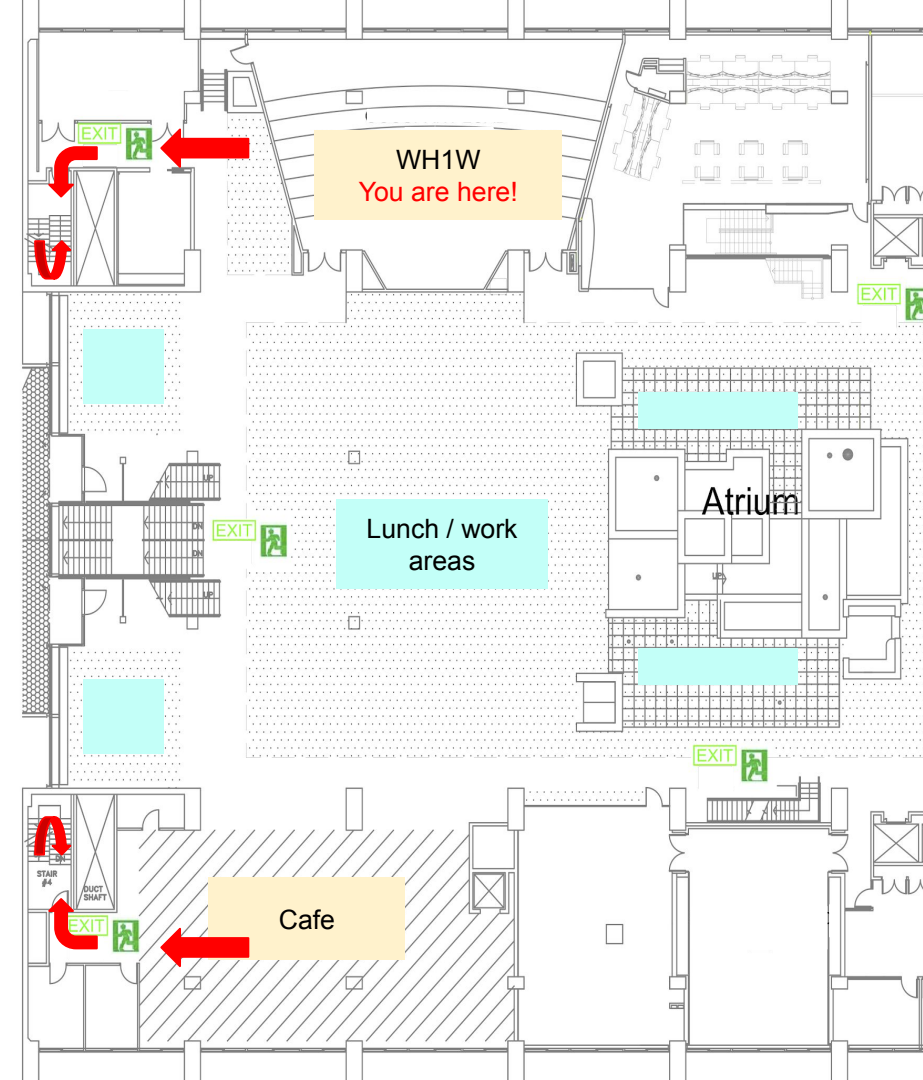 EXIT
WH1W
You are here!
EXIT
UP
EXIT
DN
DN
UP
Lunch / work
areas
Atrium
UP
EXIT
DN
STAIR
#4
DUCT
SHAFT
EXIT
Cafe